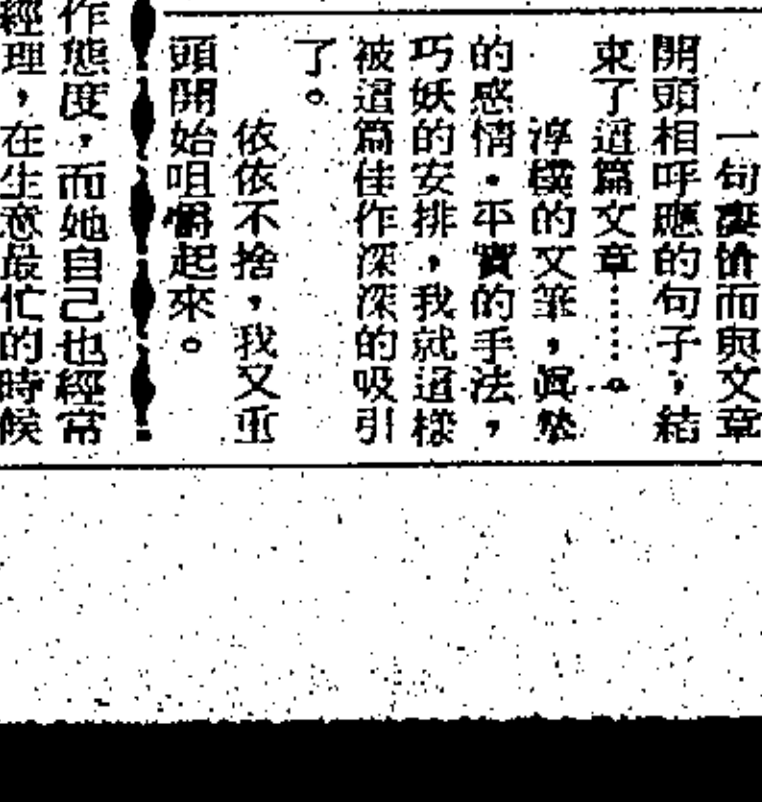 一句淒愴而與文章
開頭相呼應的句子，結
束了這篇文章……。
淳樸的文筆，眞摯
的感情．平實的手法，
巧妖的安排，我就這樣
被這篇佳作深深的吸引
了。
依依不捨，我又重
頭開始咀嚼起來。
作態度，而她自己也經常
經理，在生意最忙的時候